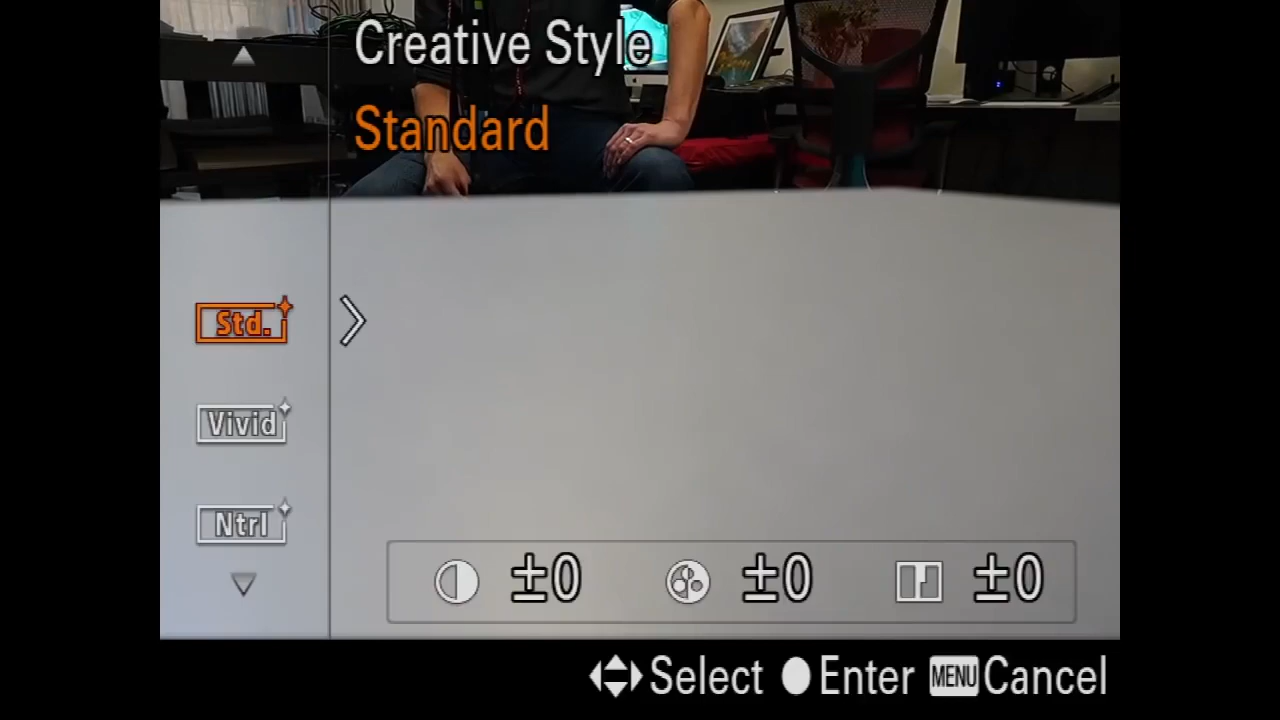 Creative Style
Standard
Std.
Vivid
Ntrl
±0 ±0 ±0
Select Enter MENU Cancel